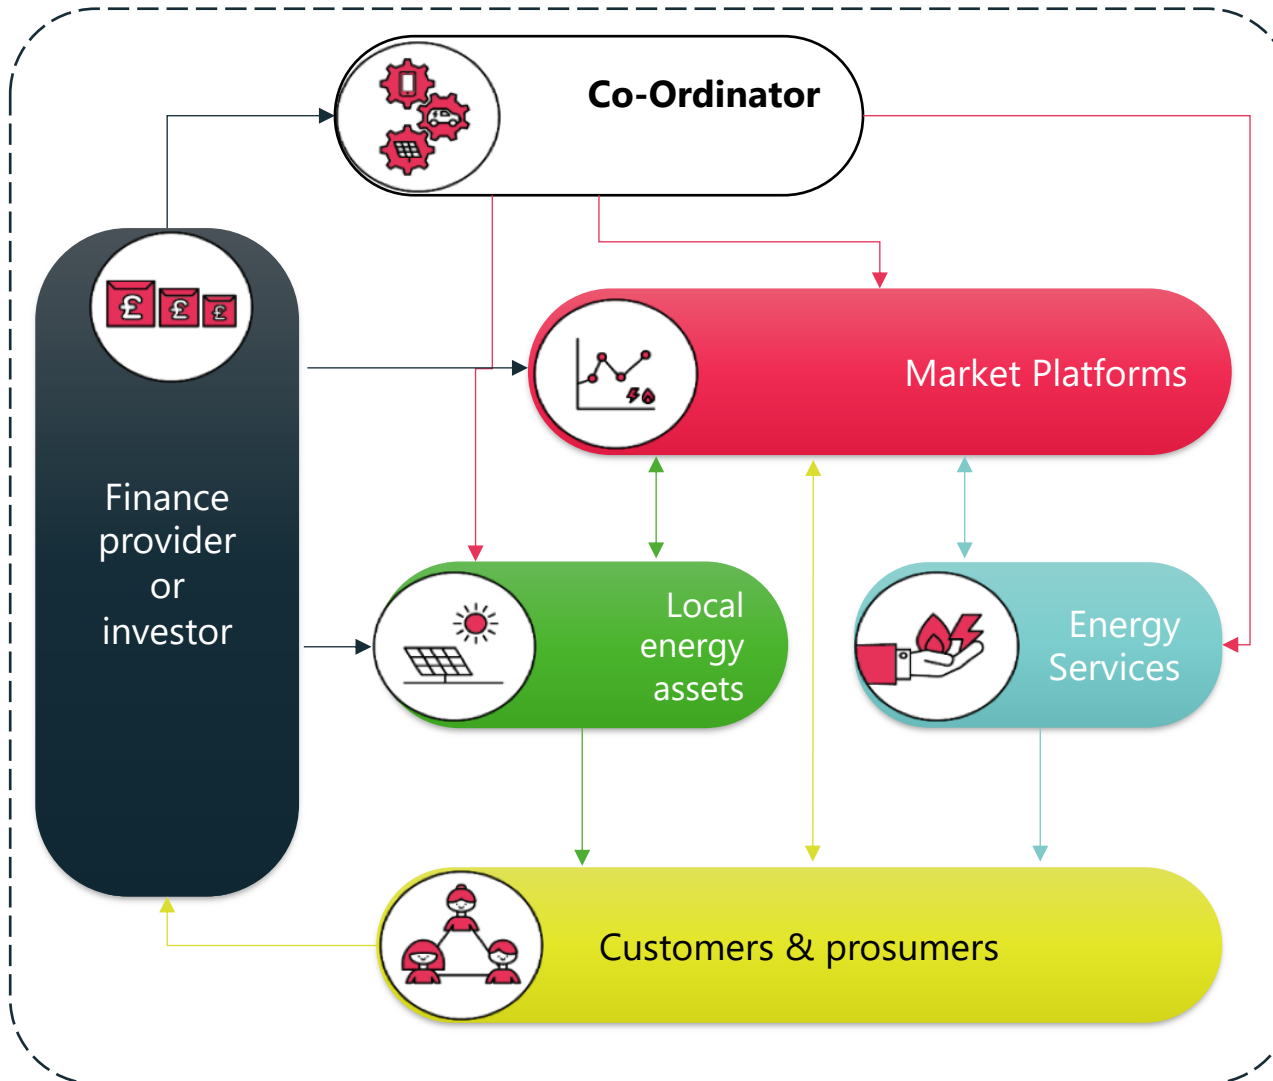 Co-Ordinator
Market Platforms
Finance
provider
or
investor
£ £ £
Local
energy
assets
Energy
Services
Customers & prosumers